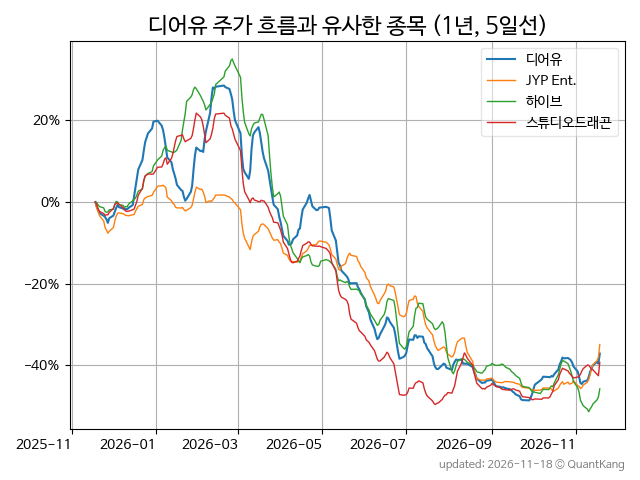 디어유 주가 흐름과 유사한 종목 (1년, 5일선)
디어유
JYP Ent.
하이브
스튜디오드래곤
20%
0%
−20%
−40%
2025−11 2026−01 2026−03 2026−05 2026−07 2026−09 2026−11
updated: 2026-11-18 © QuantKang